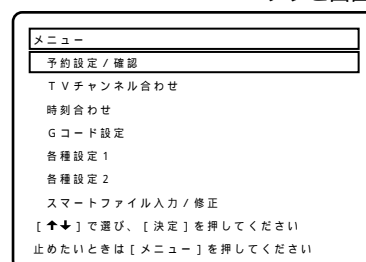 メニュー
予約設定／確認
ＴＶチャンネル合わせ
時刻合わせ
Ｇコード設定
各種設定１
各種設定２
スマートファイル入力／修正
［↑↓］で選び、［決定］を押してください
止めたいときは［メニュー］を押してください